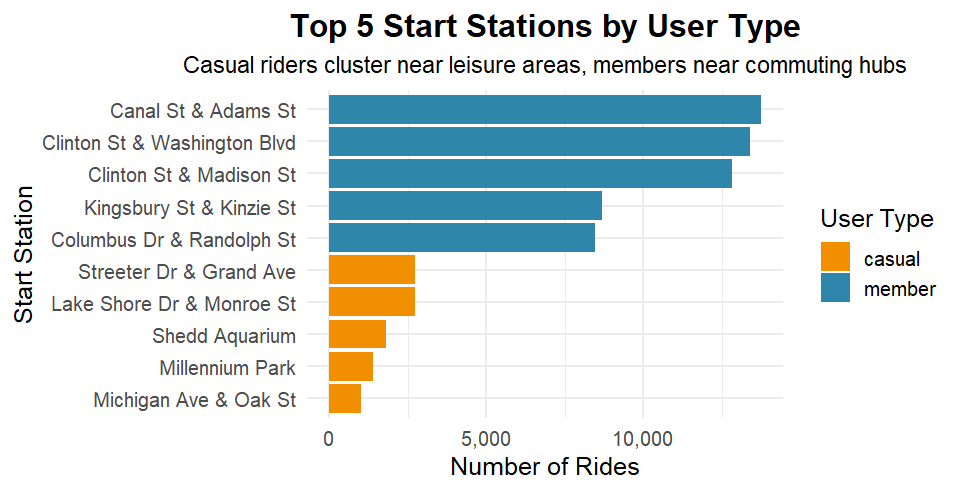 Top 5 Start Stations by User Type
Casual riders cluster near leisure areas, members near commuting hubs
Start Station
Canal St & Adams St
Clinton St & Washington Blvd
Clinton St & Madison St
Kingsbury St & Kinzie St
Columbus Dr & Randolph St
Streeter Dr & Grand Ave
Lake Shore Dr & Monroe St
Shedd Aquarium
Millennium Park
Michigan Ave & Oak St
0 5,000 10,000
Number of Rides
User Type
casual
member